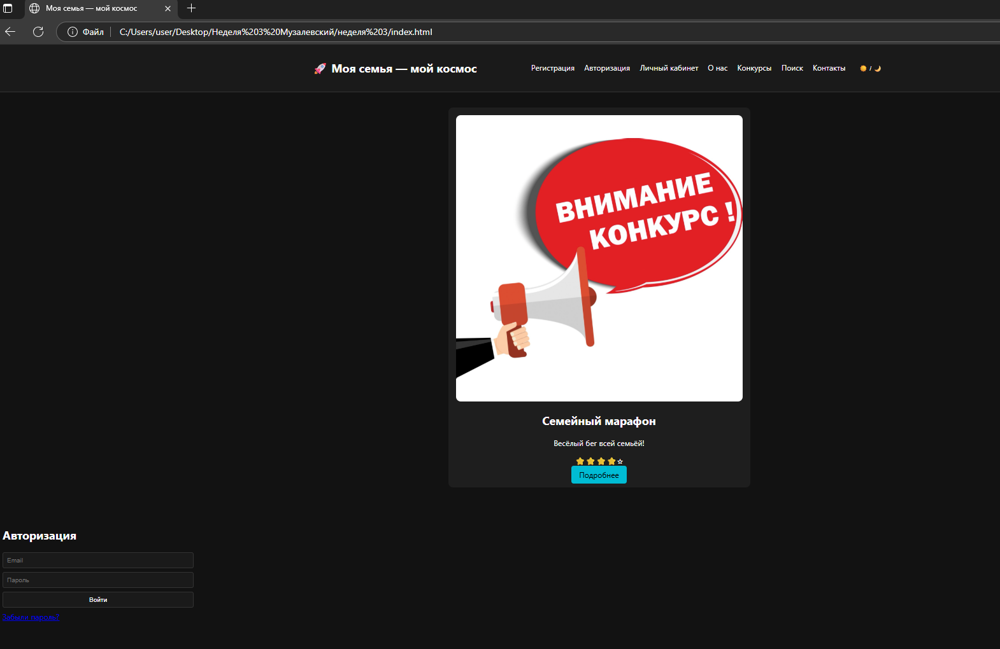 Моя семья — мой космос
Файл
C:/Users/user/Desktop/Неделя%203%20Музалевский/неделя%203/index.html
🚀 Моя семья — мой космос
Регистрация Авторизация Личный кабинет О нас Конкурсы Поиск Контакты ☀️ / 🌙
ВНИМАНИЕ
КОНКУРС !
Семейный марафон
Весёлый бег всей семьёй!
⭐⭐⭐⭐☆
Подробнее
Авторизация
Email
Пароль
Войти
Забыли пароль?